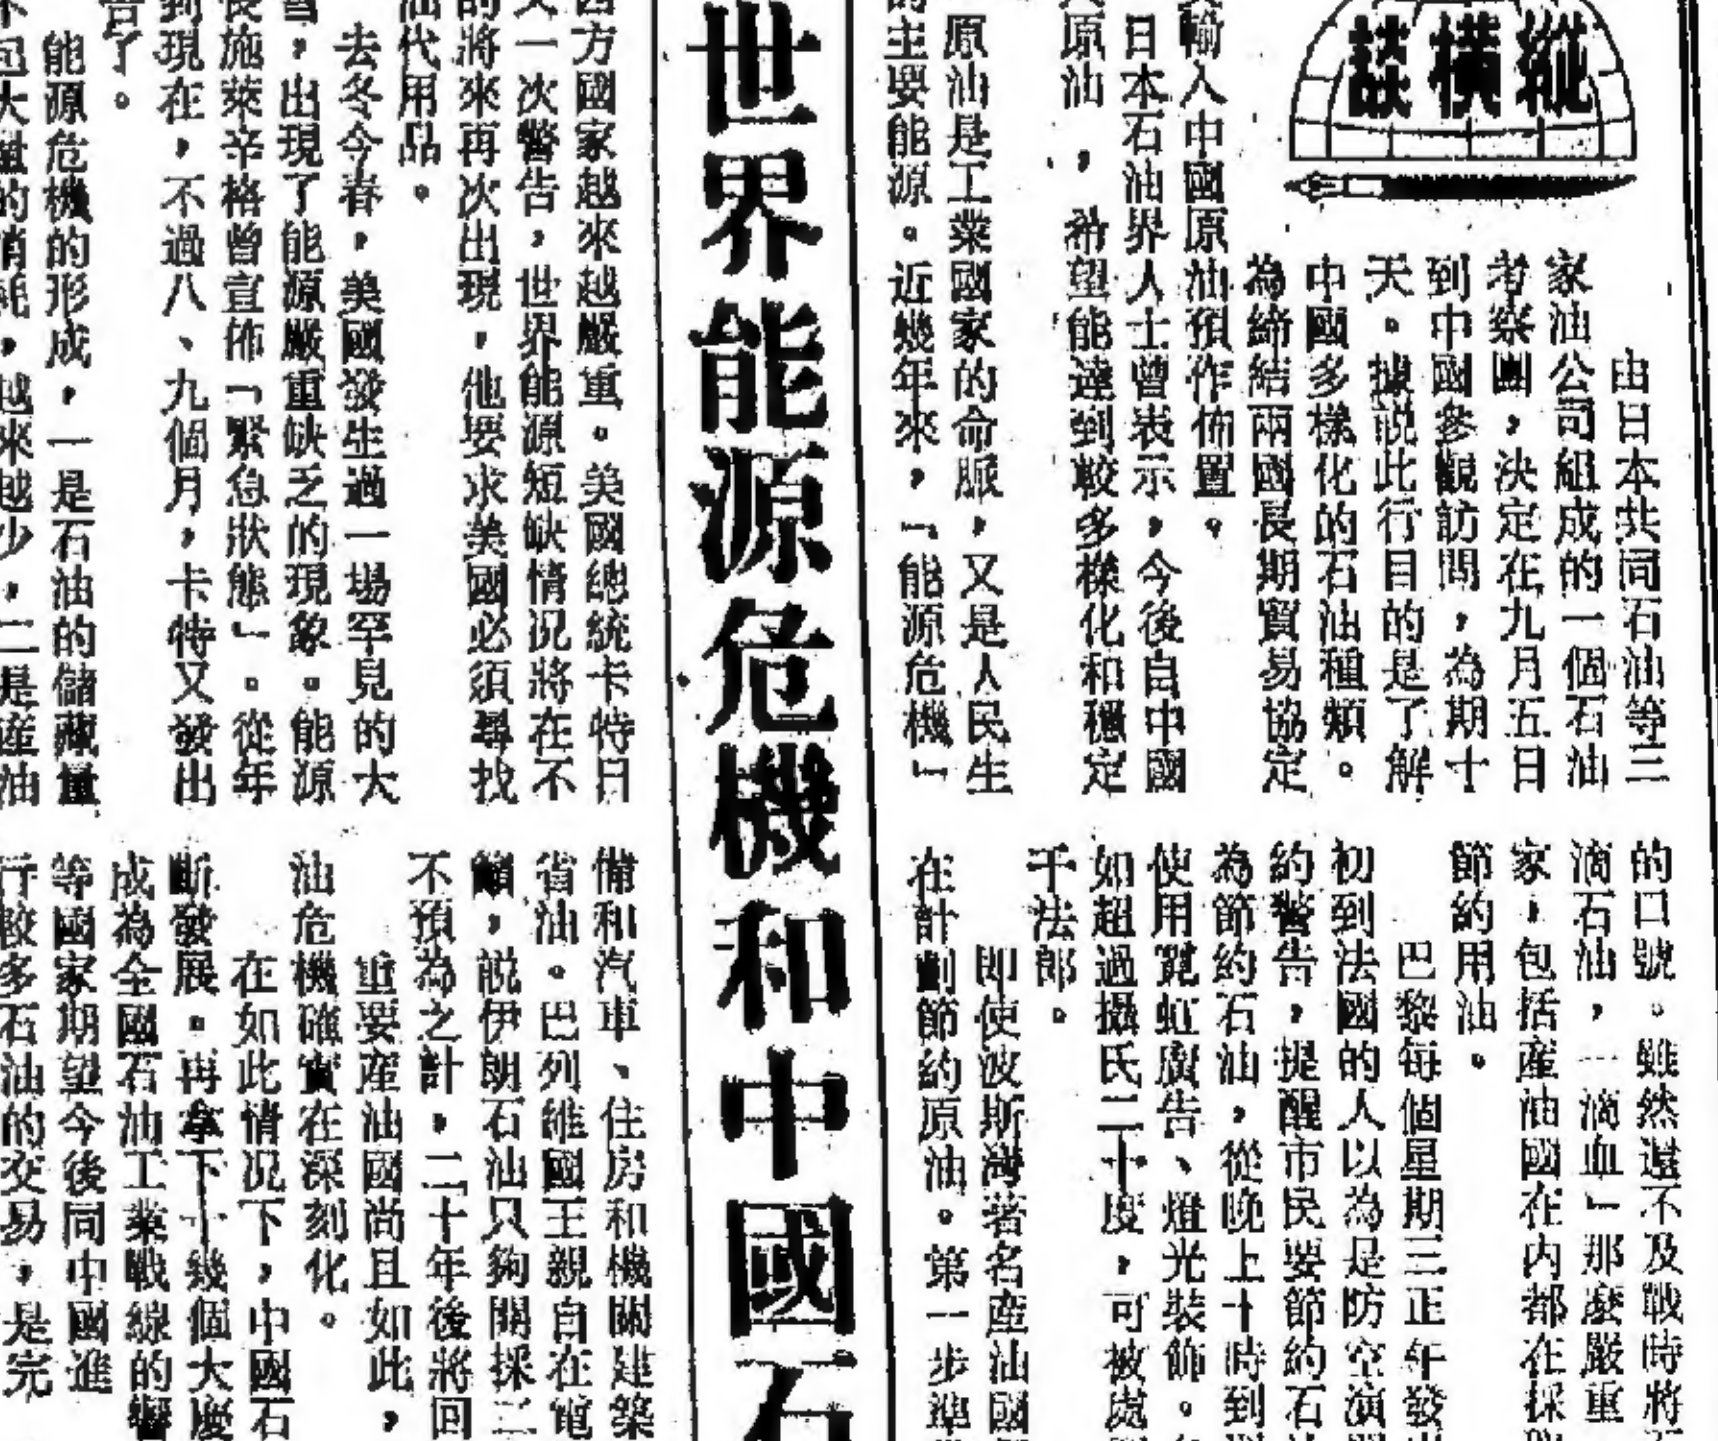 縱橫談
世界能源危機和中國石
由日本共同石油等三
家油公司組成的一個石油
考察團，決定在九月五日
到中國參觀訪問，為期十
天。據說此行目的是了解
中國多樣化的石油種類。
為締結兩國長期貿易協定
輸入中國原油預作佈置。
日本石油界人士曾表示，今後自中國
原油，希望能達到較多樣化和穩定
原油是工業國家的命脈，又是人民生
的主要能源。近幾年來，「能源危機」
西方國家越來越嚴重。美國總統卡特日
又一次警告，世界能源短缺情况將在不
的將來再次出現，他要求美國必須尋找
油代用品。
去冬今春，美國發生過一場罕見的大
雪，出現了能源嚴重缺乏的現象。能源
長施萊辛格曾宣佈「緊急狀態」。從年
到現在，不過八、九個月，卡特又發出
告了。
能源危機的形成，一是石油的儲藏量
不起大量的消耗，越來越少，二是産油
的口號。雖然還不及戰時將
滴石油，一滴血」那麼嚴重
家，包括産油國在内都在採
節約用油。
巴黎每個星期三正午發
初到法國的人以為是防空演
約警告，提醒市民要節約石
為節約石油，從晚上十時到
使用霓虹廣告、燈光裝飾。
如超過攝氏二十度，可被處
千法郎。
即使波斯灣著名産油國
在計劃節約原油。第一步準
備和汽車、住房和機關建築
省油。巴列維國王親自在電
籲，説伊朗石油只夠開採二
不預為之計，二十年後將回
重要産油國尚且如此，
油危機確實在深刻化。
在如此情况下，中國石
斷發展。再拿下十幾個大慶
成為全國石油工業戰線的響
等國家期望今後同中國進
行較多石油的交易，是完